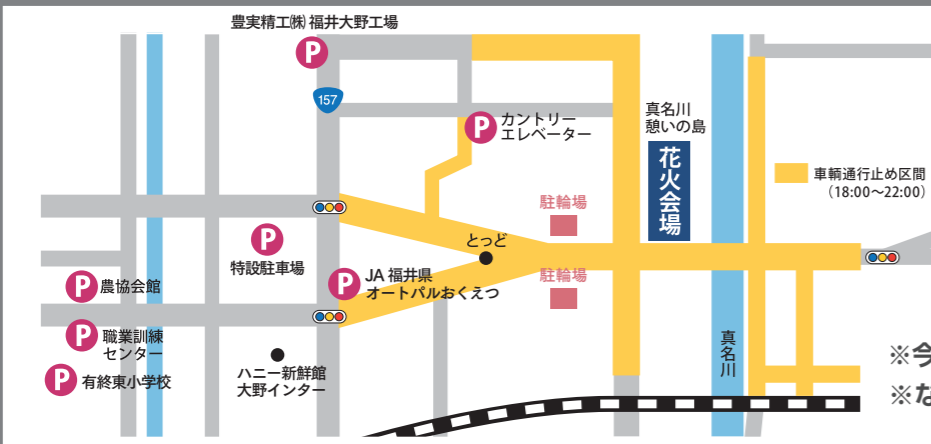 豊実精工㈱ 福井大野工場
P
157
P
カントリー
エレベーター
真名川
憩いの島
花火会場
車輌通行止め区間
(18:00〜22:00)
駐輪場
とっど
P
特設駐車場
P
JA 福井県
オートパルおくえつ
駐輪場
P
農協会館
P
職業訓練
センター
P
有終東小学校
ハニー新鮮館
大野インター
真名川
※今
※な